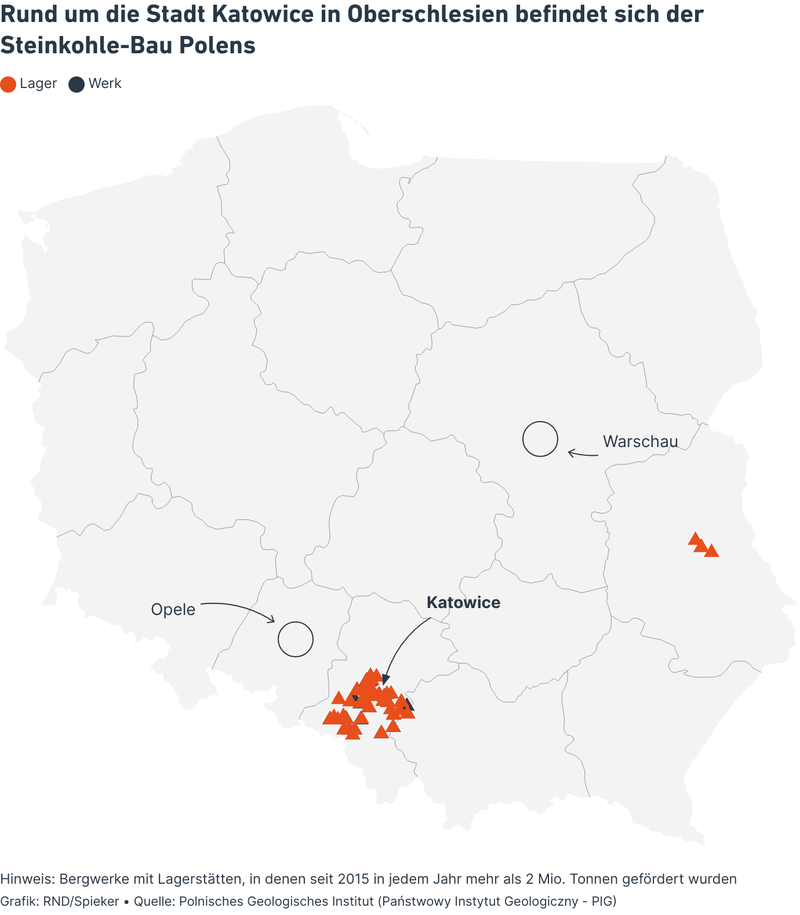 Rund um die Stadt Katowice in Oberschlesien befindet sich der
Steinkohle-Bau Polens
Lager Werk
Warschau
Opele
Katowice
Hinweis: Bergwerke mit Lagerstätten, in denen seit 2015 in jedem Jahr mehr als 2 Mio. Tonnen gefördert wurden
Grafik: RND/Spieker • Quelle: Polnisches Geologisches Institut (Państwowy Instytut Geologiczny - PIG)